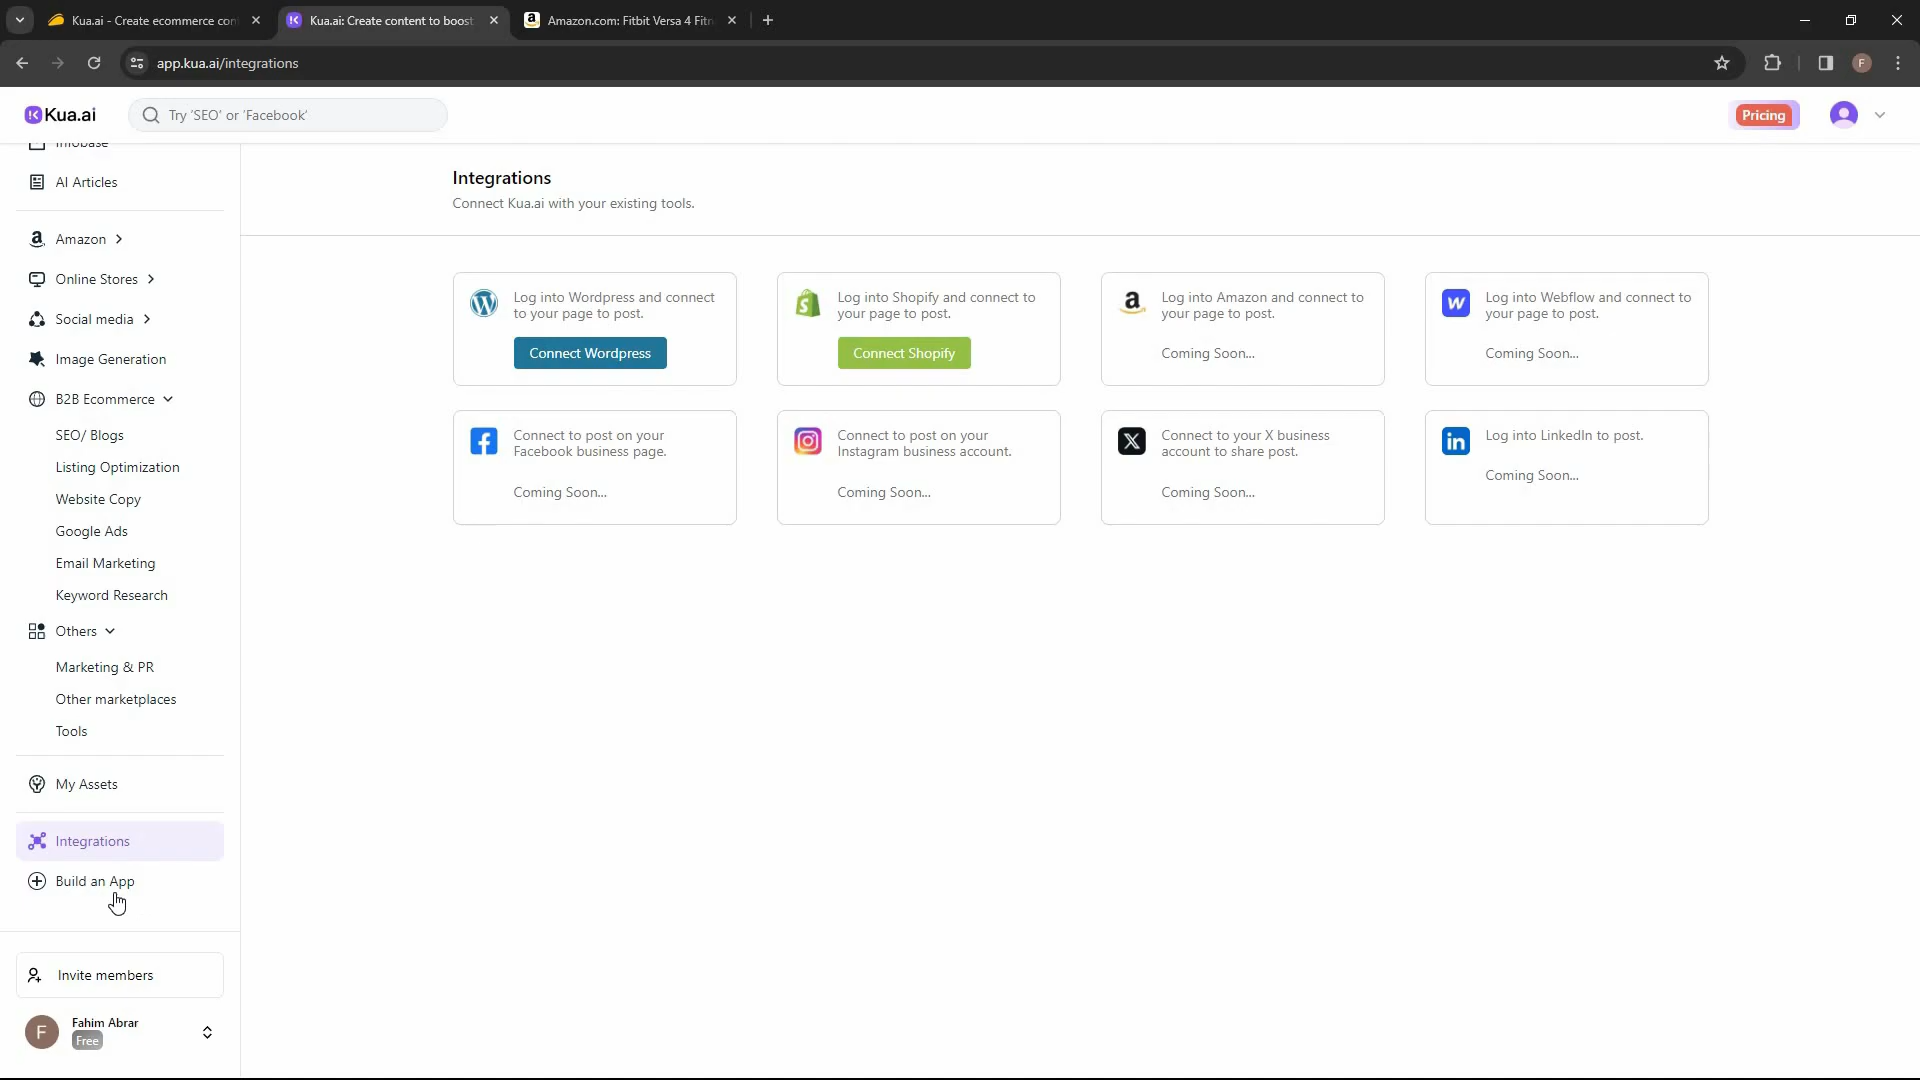 Kua.ai - Create ecommerce con
Kua.ai: Create content to boost
Amazon.com: Fitbit Versa 4 Fitn
app.kua.ai/integrations
F
Kua.ai
Try 'SEO' or 'Facebook'
Pricing
Infobase
AI Articles
Amazon
Online Stores
Social media
Image Generation
B2B Ecommerce
SEO/ Blogs
Listing Optimization
Website Copy
Google Ads
Email Marketing
Keyword Research
Others
Marketing & PR
Other marketplaces
Tools
My Assets
Integrations
Build an App
Invite members
F
Fahim Abrar
Free
Integrations
Connect Kua.ai with your existing tools.
Log into Wordpress and connect
to your page to post.
Connect Wordpress
Log into Shopify and connect to
your page to post.
Connect Shopify
Log into Amazon and connect to
your page to post.
Coming Soon...
Log into Webflow and connect to
your page to post.
Coming Soon...
Connect to post on your
Facebook business page.
Coming Soon...
Connect to post on your
Instagram business account.
Coming Soon...
Connect to your X business
account to share post.
Coming Soon...
Log into LinkedIn to post.
Coming Soon...